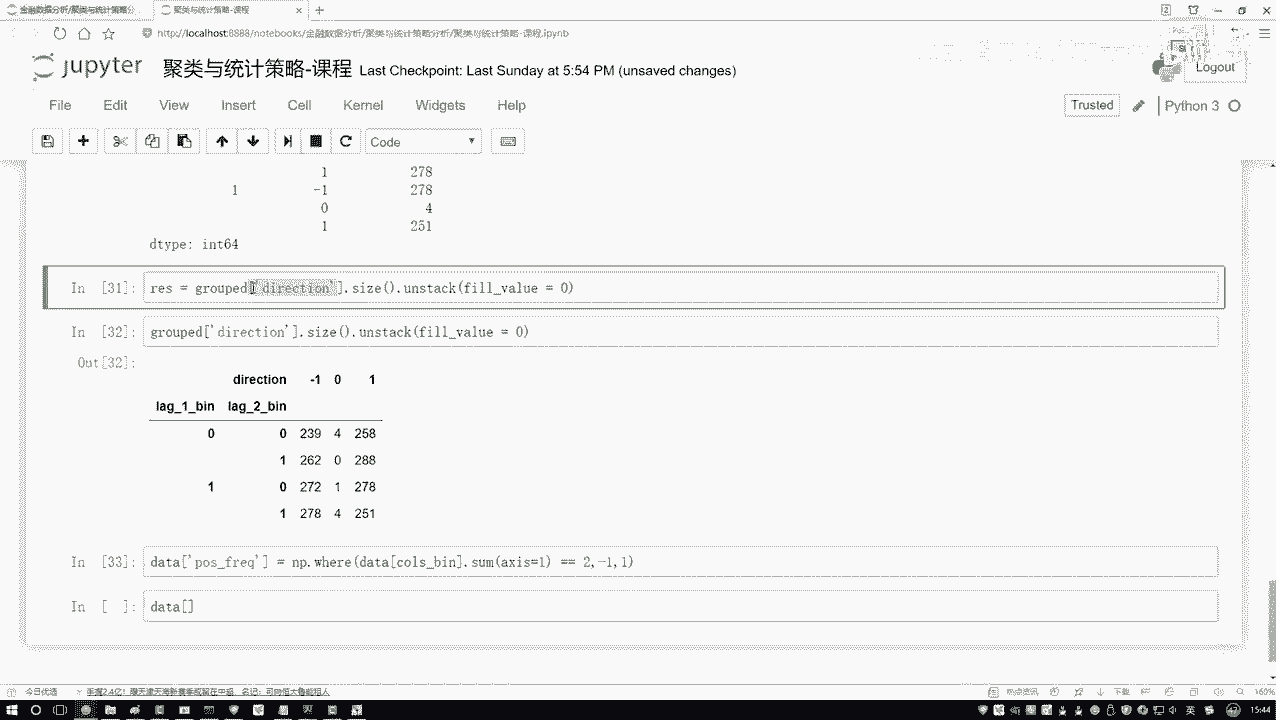 金融数据分析/聚类与统计策略分 聚类与统计策略-课程
http://localhost:8888/notebooks/金融数据分析/聚类与统计策略分析/聚类与统计策略-课程.ipynb
jupyter 聚类与统计策略-课程 Last Checkpoint: Last Sunday at 5:54 PM (unsaved changes) Logout
File Edit View Insert Cell Kernel Widgets Help Trusted Python 3
Code
1 278
1 -1 278
0 4
1 251
dtype: int64
In [31]: res = grouped['direction'].size().unstack(fill_value = 0)
In [32]: grouped['direction'].size().unstack(fill_value = 0)
Out[32]:
direction -1 0 1
lag_1_bin lag_2_bin
0 0 239 4 258
1 262 0 288
1 0 272 1 278
1 278 4 251
In [33]: data['pos_freq'] = np.where(data[cols_bin].sum(axis=1) == 2,-1,1)
In [ ]: data[]
今日优选 热点资讯 下载 160%
英 15:44